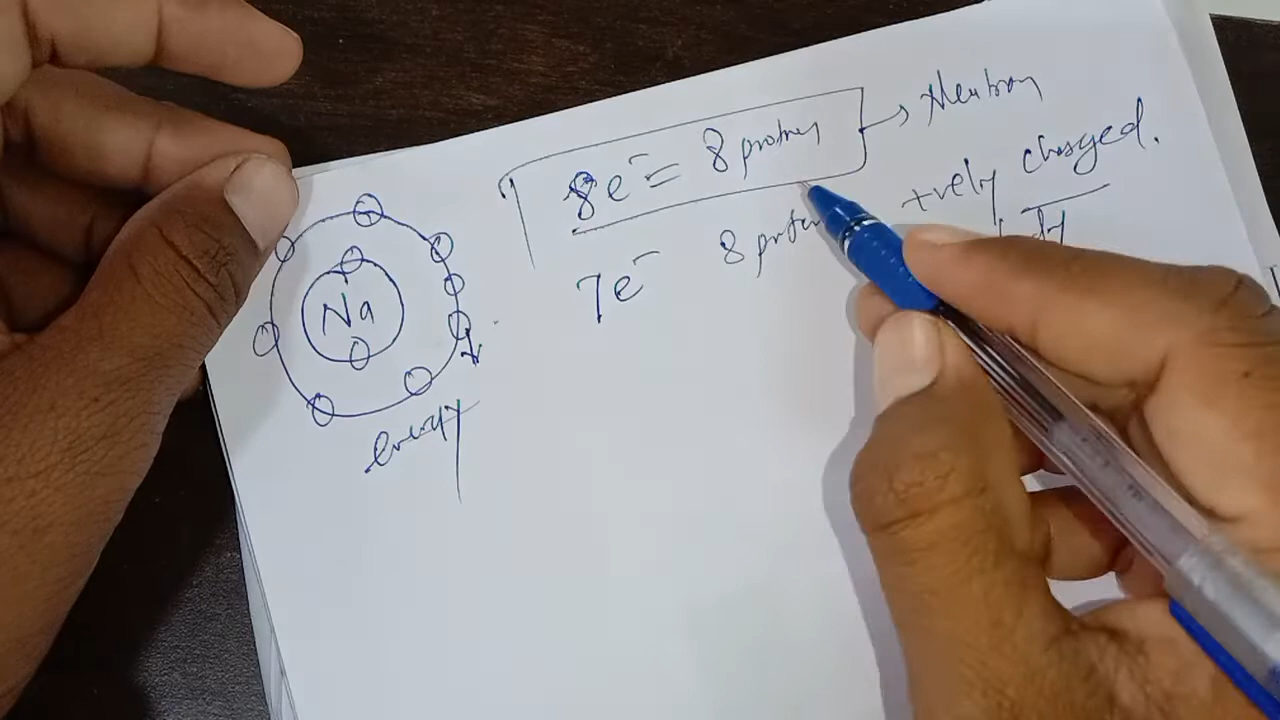 8e⁻ = 8 protons → Neutron
7e⁻ 8 proton +vely charged.
Na
energy